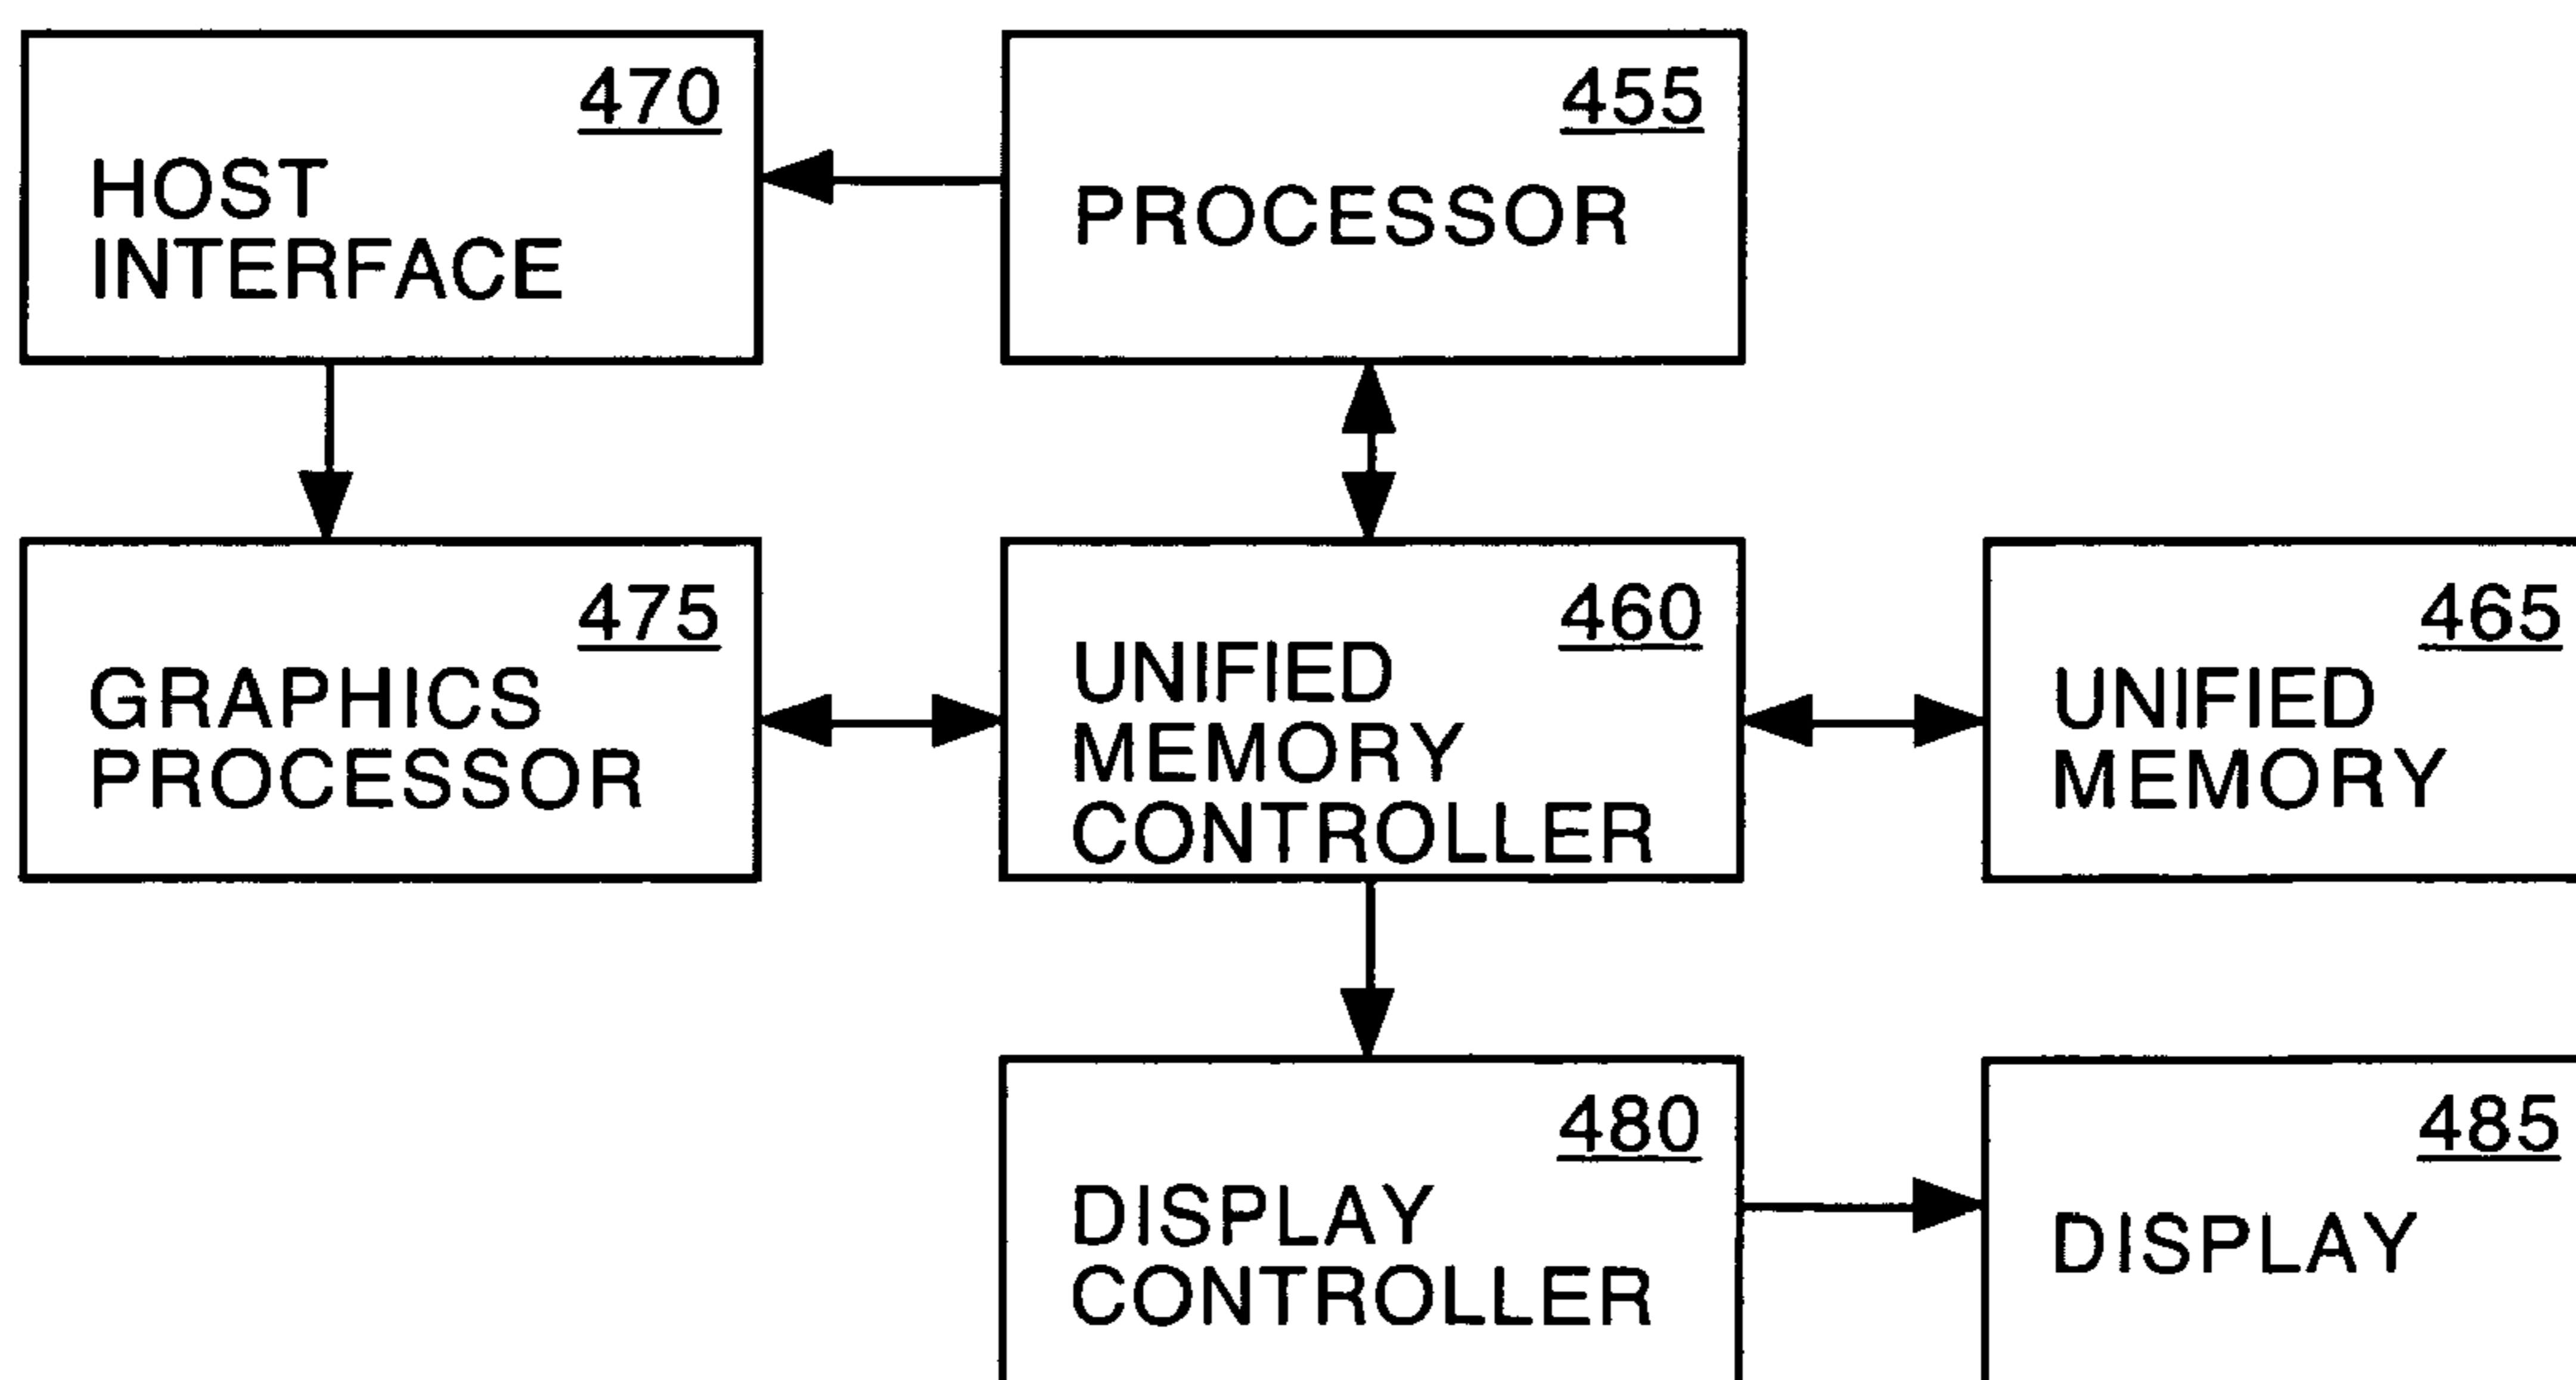 470
HOST
INTERFACE
455
PROCESSOR
475
GRAPHICS
PROCESSOR
460
UNIFIED
MEMORY
CONTROLLER
465
UNIFIED
MEMORY
480
DISPLAY
CONTROLLER
485
DISPLAY